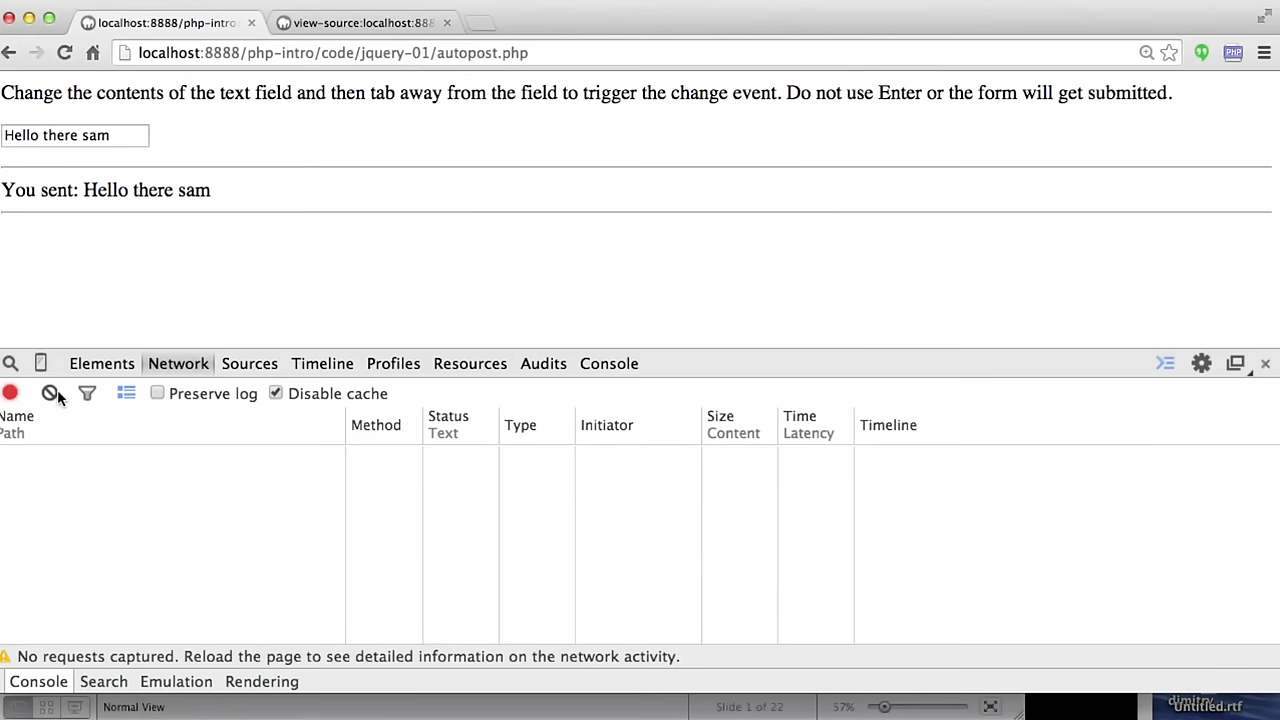 localhost:8888/php-intro
view-source:localhost:888
localhost:8888/php-intro/code/jquery-01/autopost.php
PHP
Change the contents of the text field and then tab away from the field to trigger the change event. Do not use Enter or the form will get submitted.
Hello there sam
You sent: Hello there sam
Elements Network Sources Timeline Profiles Resources Audits Console
Preserve log Disable cache
Name Method Status Type Initiator Size Time Timeline
Path Text Content Latency
No requests captured. Reload the page to see detailed information on the network activity.
Console Search Emulation Rendering
Normal View Slide 1 of 22 57%
dimitry
Untitled.rtf